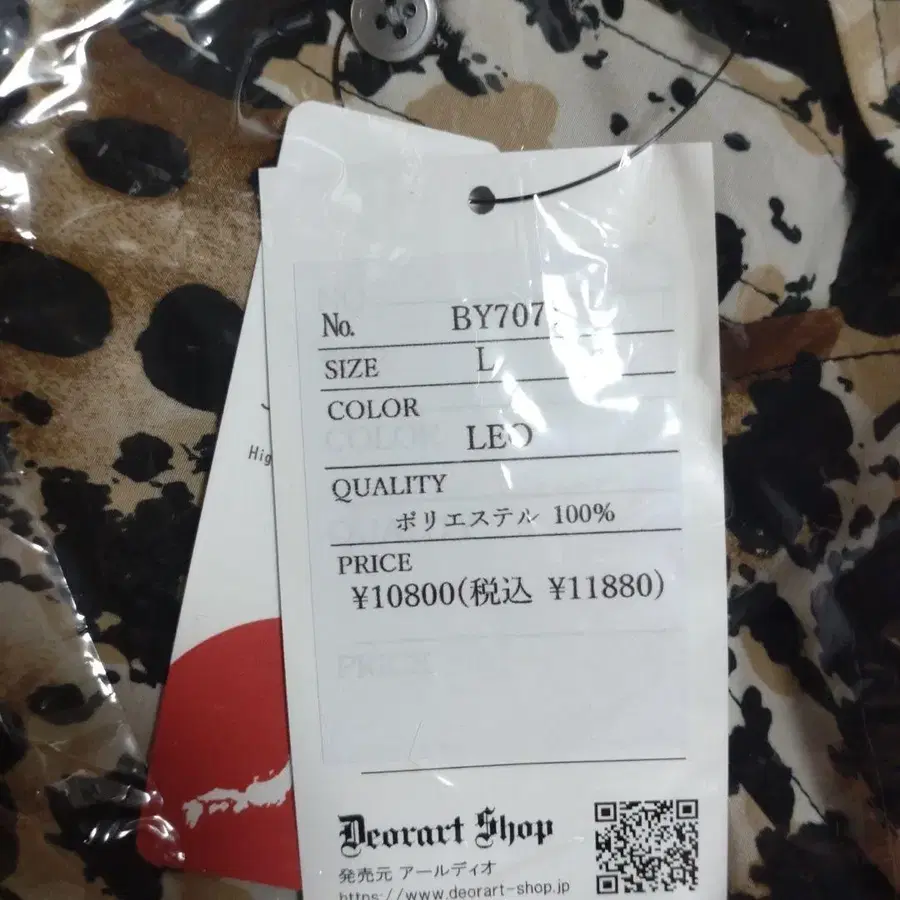 No. BY707
SIZE L
COLOR
COLOR
LEO
QUALITY
ポリエステル 100%
PRICE
¥10800(税込 ¥11880)
PRICE
Hig
Deorart Shop
発売元 アールディオ
https://www.deorart-shop.jp